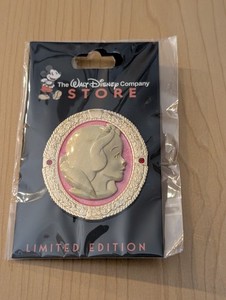 The WALT DISNEY Company
STORE
LIMITED EDITION